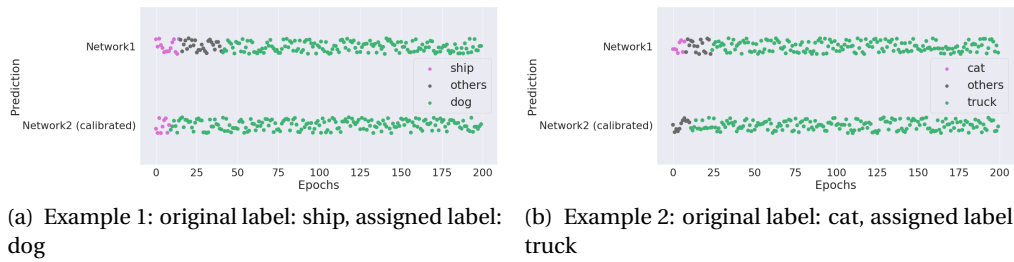 Prediction
Network1
Network2 (calibrated)
ship
others
dog
0 25 50 75 100 125 150 175 200
Epochs
(a) Example 1: original label: ship, assigned label:
dog
Prediction
Network1
Network2 (calibrated)
cat
others
truck
0 25 50 75 100 125 150 175 200
Epochs
(b) Example 2: original label: cat, assigned label
truck